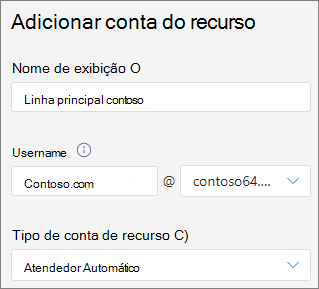 Adicionar conta do recurso
Nome de exibição O
Linha principal contoso
Username
Contoso.com @ contoso64....
Tipo de conta de recurso C)
Atendedor Automático